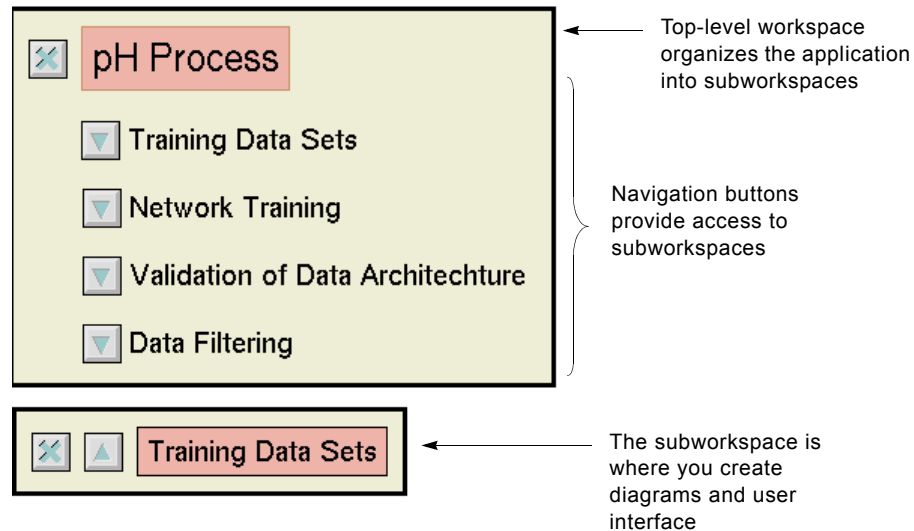 pH Process
Top-level workspace
organizes the application
into subworkspaces
Training Data Sets
Network Training
Validation of Data Architechture
Data Filtering
Navigation buttons
provide access to
subworkspaces
Training Data Sets
The subworkspace is
where you create
diagrams and user
interface